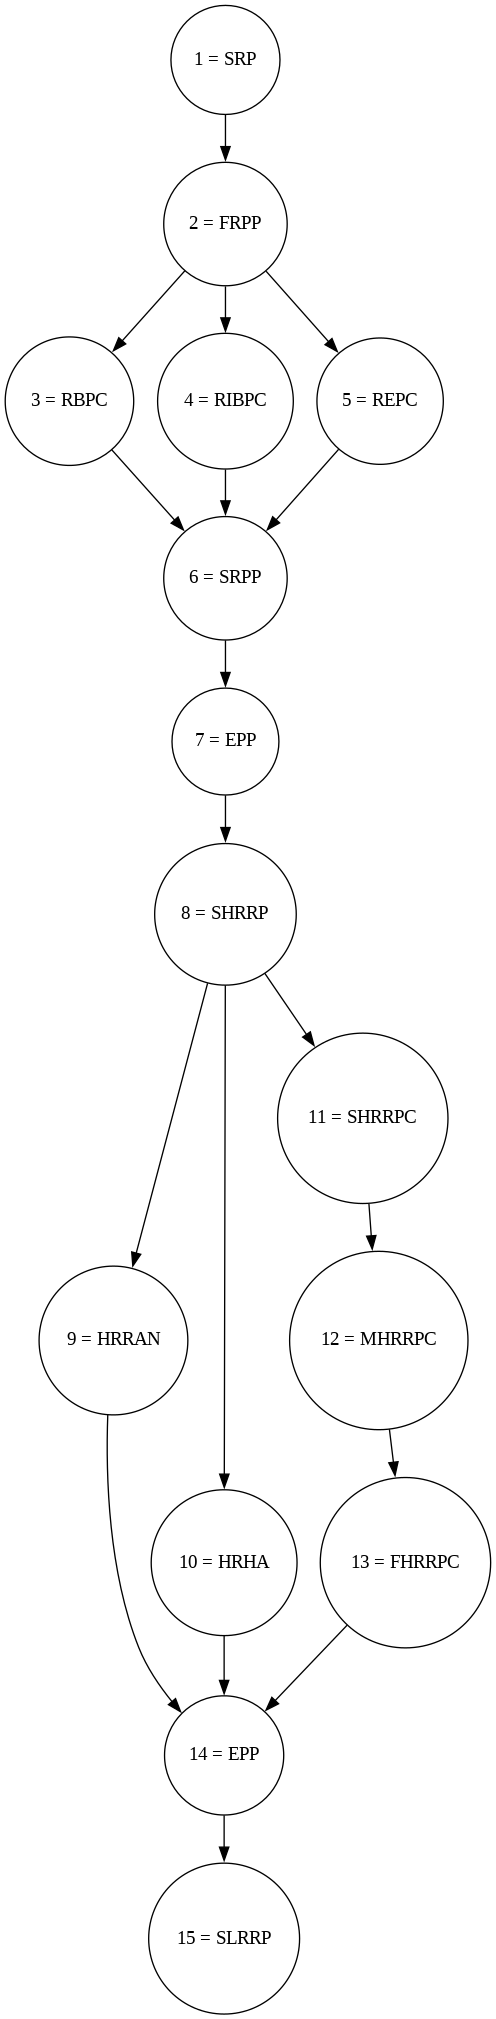 1 = SRP
2 = FRPP
3 = RBPC
4 = RIBPC
5 = REPC
6 = SRPP
7 = EPP
8 = SHRRP
11 = SHRRPC
9 = HRRAN
12 = MHRRPC
10 = HRHA
13 = FHRRPC
14 = EPP
15 = SLRRP